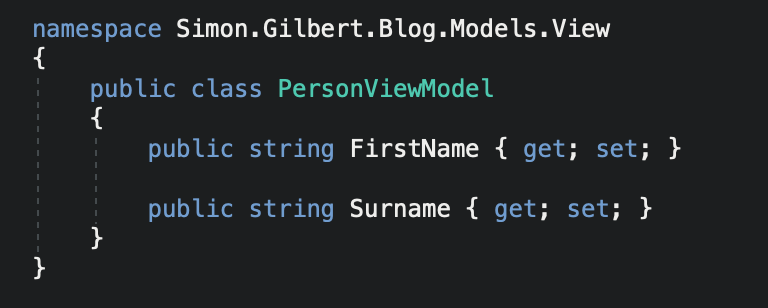 namespace Simon.Gilbert.Blog.Models.View
{
    public class PersonViewModel
    {
        public string FirstName { get; set; }

        public string Surname { get; set; }
    }
}